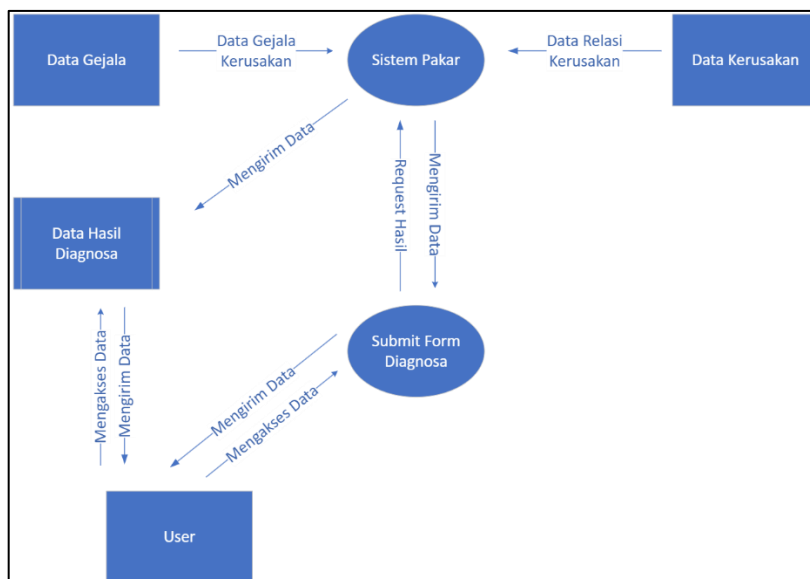 Data Gejala
Data Gejala
Kerusakan
Sistem Pakar
Data Relasi
Kerusakan
Data Kerusakan
Mengirim Data
Request Hasil
Mengirim Data
Data Hasil
Diagnosa
Submit Form
Diagnosa
Mengakses Data
Mengirim Data
Mengirim Data
Mengakses Data
User